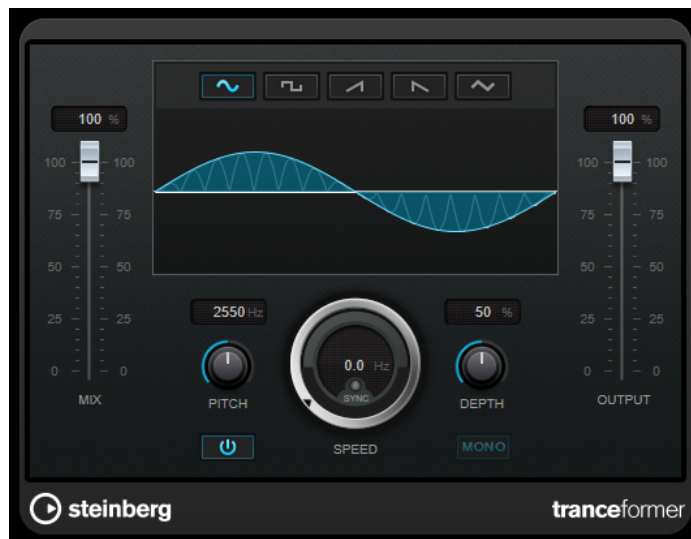 100 %
100 %
100 100
100 100
75 75
75 75
50 50
50 50
25 25
25 25
0 0
0 0
MIX
OUTPUT
2550 Hz
50 %
0.0 Hz
SYNC
PITCH
DEPTH
SPEED
MONO
steinberg
tranceformer